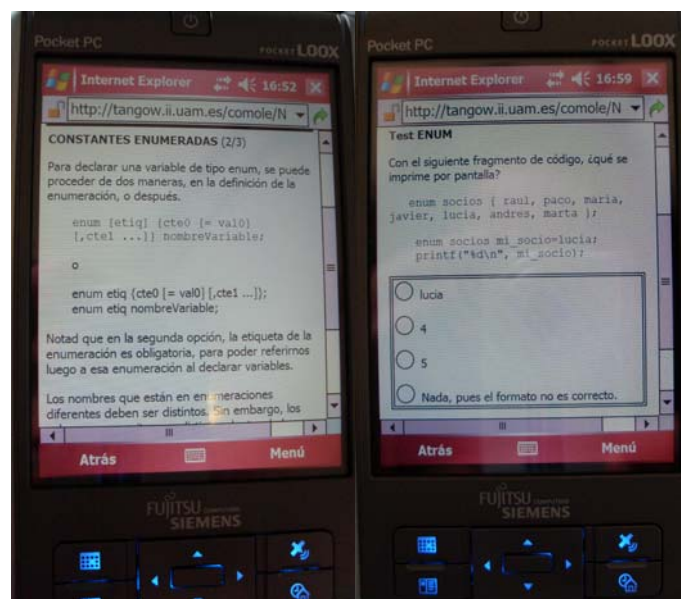 Pocket PC
POCKET LOOX
Internet Explorer 16:52
http://tangow.ii.uam.es/comole/N
CONSTANTES ENUMERADAS (2/3)
Para declarar una variable de tipo enum, se puede
proceder de dos maneras, en la definición de la
enumeración, o después.
enum [etiq] {cte0 [= val0]
[,cte1 ...]} nombreVariable;
o
enum etiq {cte0 [= val0] [,cte1 ...]};
enum etiq nombreVariable;
Notad que en la segunda opción, la etiqueta de la
enumeración es obligatoria, para poder referirnos
luego a esa enumeración al declarar variables.
Los nombres que están en enumeraciones
diferentes deben ser distintos. Sin embargo, los
Atrás Menú
FUJITSU COMPUTERS
SIEMENS
Pocket PC
POCKET LOOX
Internet Explorer 16:59
http://tangow.ii.uam.es/comole/N
Test ENUM
Con el siguiente fragmento de código, ¿qué se
imprime por pantalla?
enum socios { raul, paco, maria,
javier, lucia, andres, marta };
enum socios mi_socio=lucia;
printf("%d\n", mi_socio);
lucia
4
5
Nada, pues el formato no es correcto.
Atrás Menú
FUJITSU COMPUTERS
SIEMENS